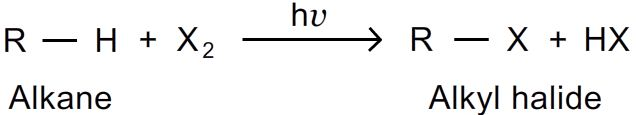 hυ
R — H + X₂ ⟶ R — X + HX
Alkane Alkyl halide